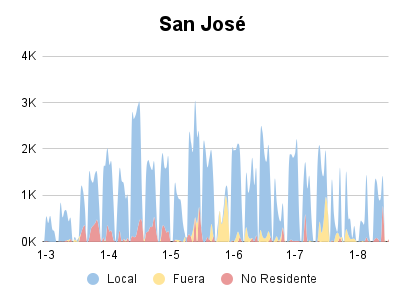 San José
4K
3K
2K
1K
0K
1-3 1-4 1-5 1-6 1-7 1-8
Local Fuera No Residente